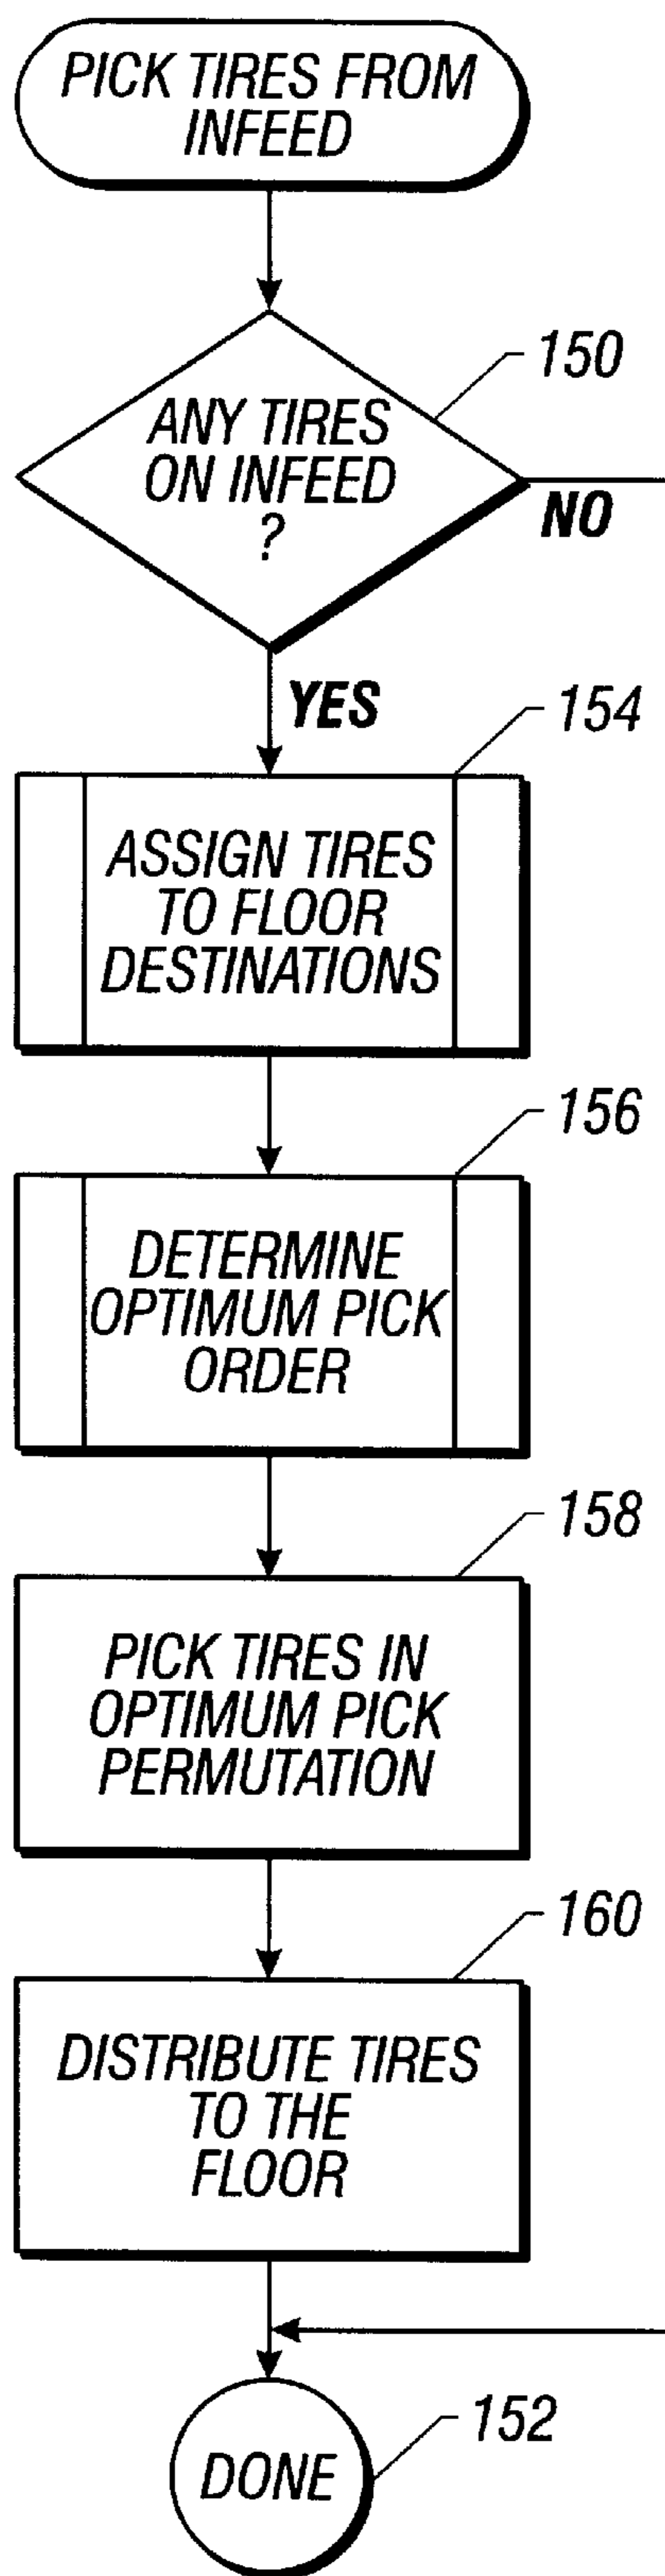 PICK TIRES FROM
INFEED
150
ANY TIRES
ON INFEED
?
NO
YES
154
ASSIGN TIRES
TO FLOOR
DESTINATIONS
156
DETERMINE
OPTIMUM PICK
ORDER
158
PICK TIRES IN
OPTIMUM PICK
PERMUTATION
160
DISTRIBUTE TIRES
TO THE
FLOOR
152
DONE